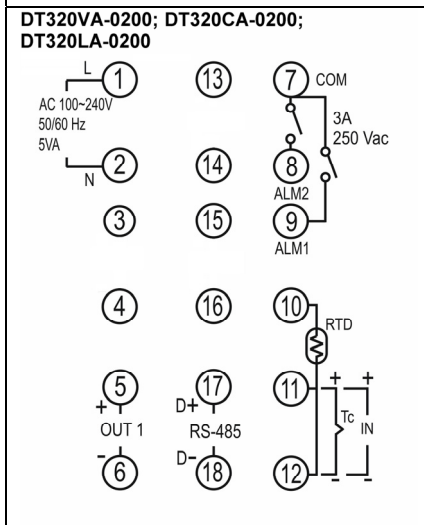 DT320VA-0200; DT320CA-0200;
DT320LA-0200
L
1
13
7
COM
AC 100~240V
50/60 Hz
5VA
3A
250 Vac
N
2
14
8
ALM2
3
15
9
ALM1
4
16
10
RTD
5
17
11
+
D+
+
+
OUT 1
RS-485
Tc
IN
-
D-
-
-
6
18
12